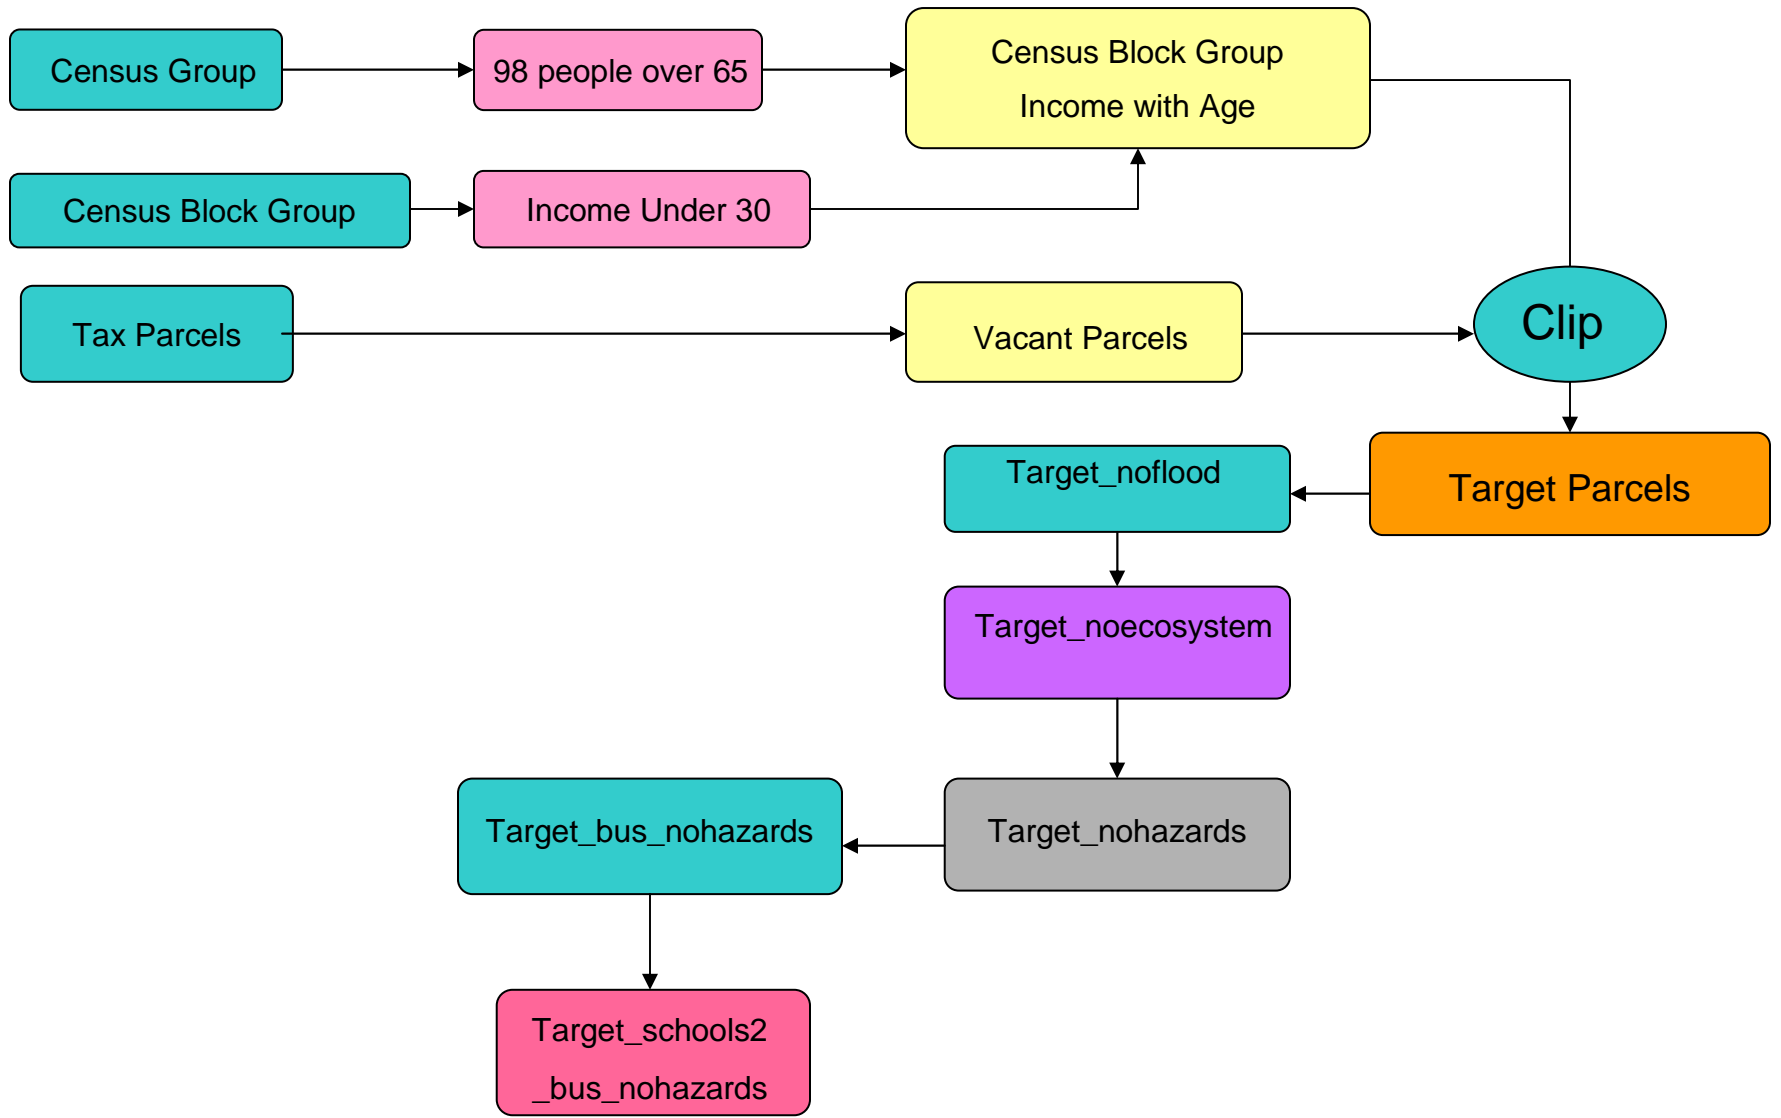 Census Group
98 people over 65
Census Block Group
Income with Age
Census Block Group
Income Under 30
Tax Parcels
Vacant Parcels
Clip
Target Parcels
Target_noflood
Target_noecosystem
Target_nohazards
Target_bus_nohazards
Target_schools2
_bus_nohazards